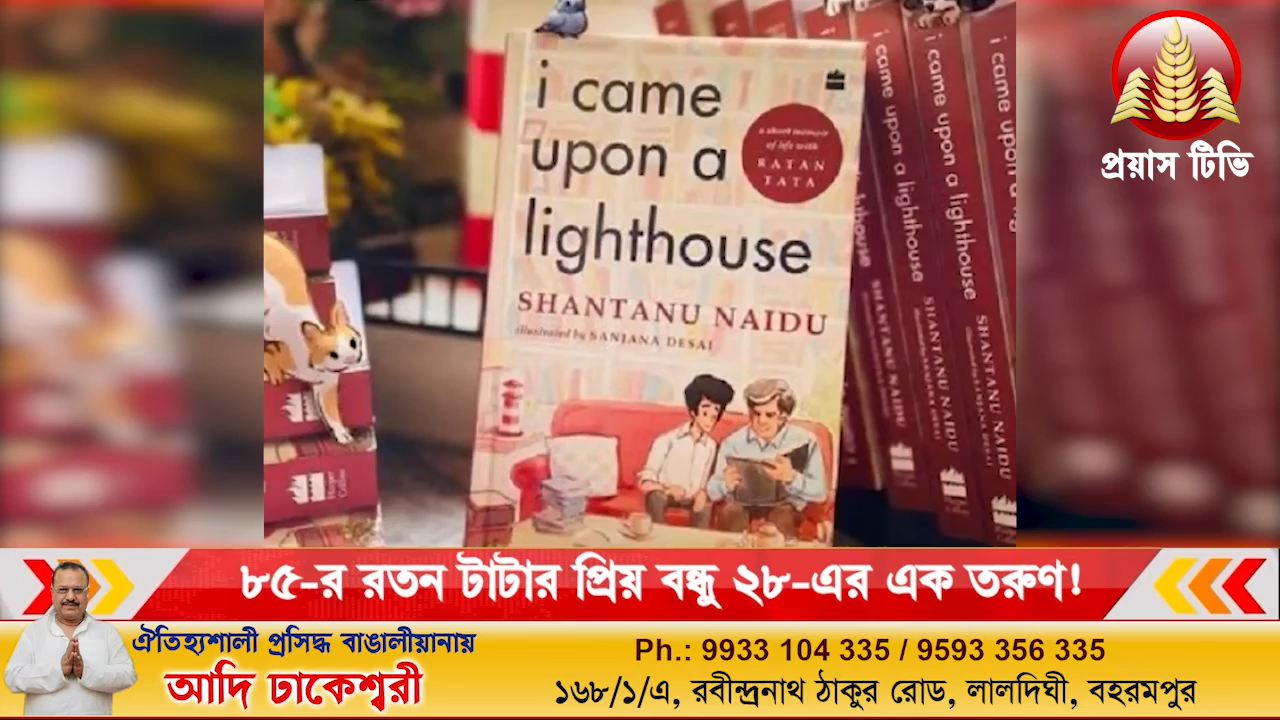 i came
upon a
lighthouse
a short memoir
of life with
RATAN
TATA
SHANTANU NAIDU
illustrated by SANJANA DESAI
i came upon a lighthouse
SHANTANU NAIDU
i came upon a lighthouse
SHANTANU NAIDU
i came upon a
SHANTANU NAIDU
lighthouse
Harper
Collins
প্রয়াস টিভি
৮৫-র রতন টাটার প্রিয় বন্ধু ২৮-এর এক তরুণ!
ঐতিহ্যশালী প্রসিদ্ধ বাঙালীয়ানায়
আদি ঢাকেশ্বরী
Ph.: 9933 104 335 / 9593 356 335
১৬৮/১/এ, রবীন্দ্রনাথ ঠাকুর রোড, লালদিঘী, বহরমপুর